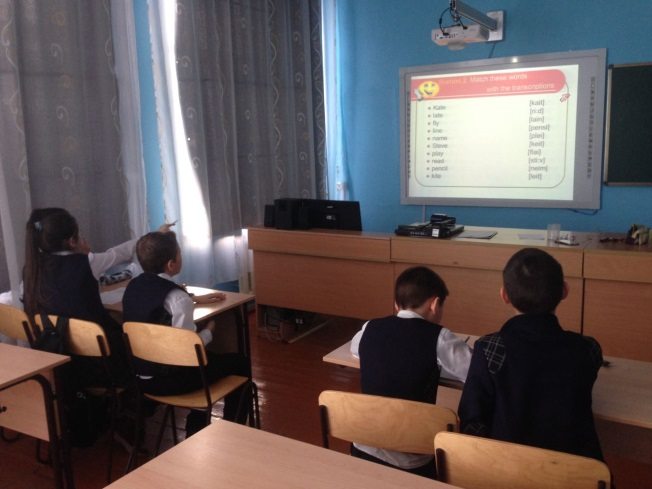 2. Match these words
with the transcriptions
Kate [kait]
late [ri:d]
fly [lain]
line [pensl]
name [plei]
Steve [keit]
play [flai]
read [sti:v]
pencil [neim]
kite [leit]